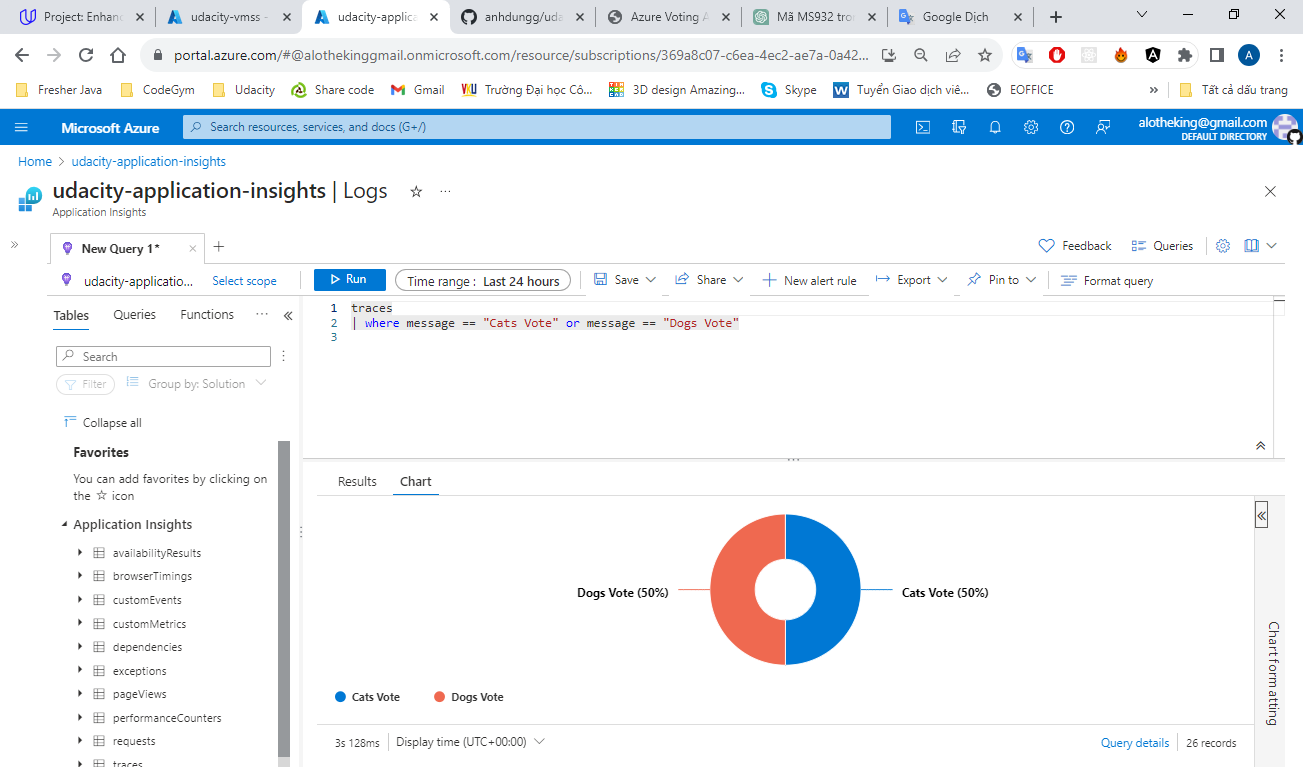 Project: Enhanc
udacity-vmss -
udacity-applica
anhdungg/uda
Azure Voting A
Mã MS932 tro
Google Dịch
portal.azure.com/#@alothekinggmail.onmicrosoft.com/resource/subscriptions/369a8c07-c6ea-4ec2-ae7a-0a42...
A
Fresher Java
CodeGym
Udacity
Share code
Gmail
Trường Đại học Cô...
3D design Amazing...
Skype
Tuyển Giao dịch viê...
EOFFICE
»
Tất cả dấu trang
Microsoft Azure
Search resources, services, and docs (G+/)
alotheking@gmail.com
DEFAULT DIRECTORY
Home > udacity-application-insights
udacity-application-insights | Logs
...
Application Insights
New Query 1*
Feedback
Queries
udacity-applicatio...
Select scope
Run
Time range : Last 24 hours
Save
Share
New alert rule
Export
Pin to
Format query
Tables
Queries
Functions
...
1 traces
2 | where message == "Cats Vote" or message == "Dogs Vote"
3
Search
Filter
Group by: Solution
Collapse all
Favorites
You can add favorites by clicking on
the ☆ icon
Application Insights
availabilityResults
browserTimings
customEvents
customMetrics
dependencies
exceptions
pageViews
performanceCounters
requests
traces
Results
Chart
Dogs Vote (50%)
Cats Vote (50%)
Cats Vote
Dogs Vote
Chart formatting
3s 128ms
Display time (UTC+00:00)
Query details
26 records